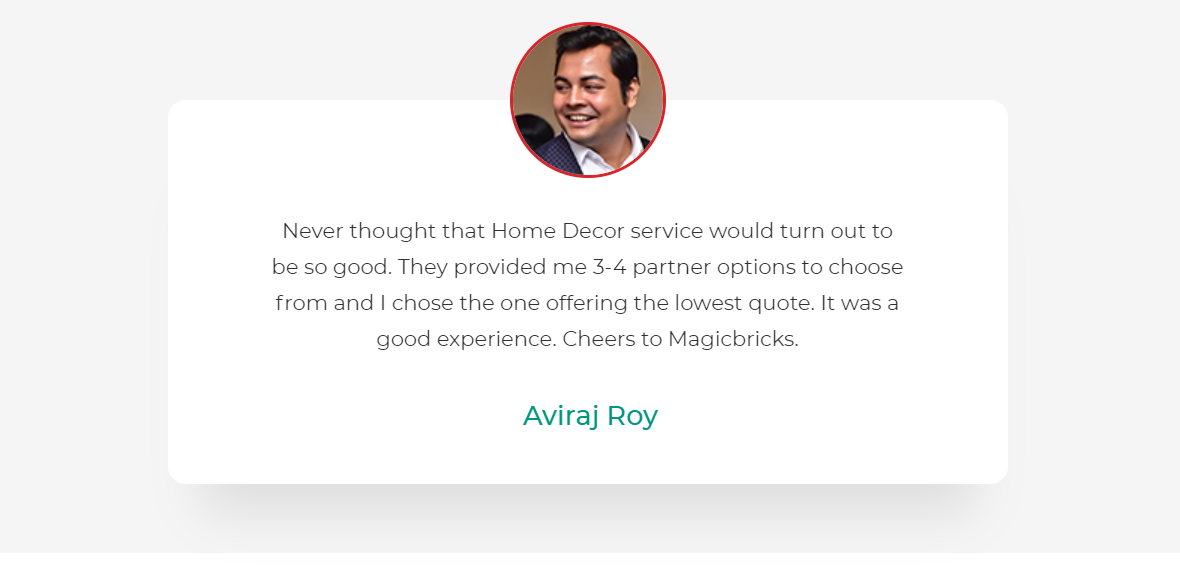 Never thought that Home Decor service would turn out to
be so good. They provided me 3-4 partner options to choose
from and I chose the one offering the lowest quote. It was a
good experience. Cheers to Magicbricks.
Aviraj Roy